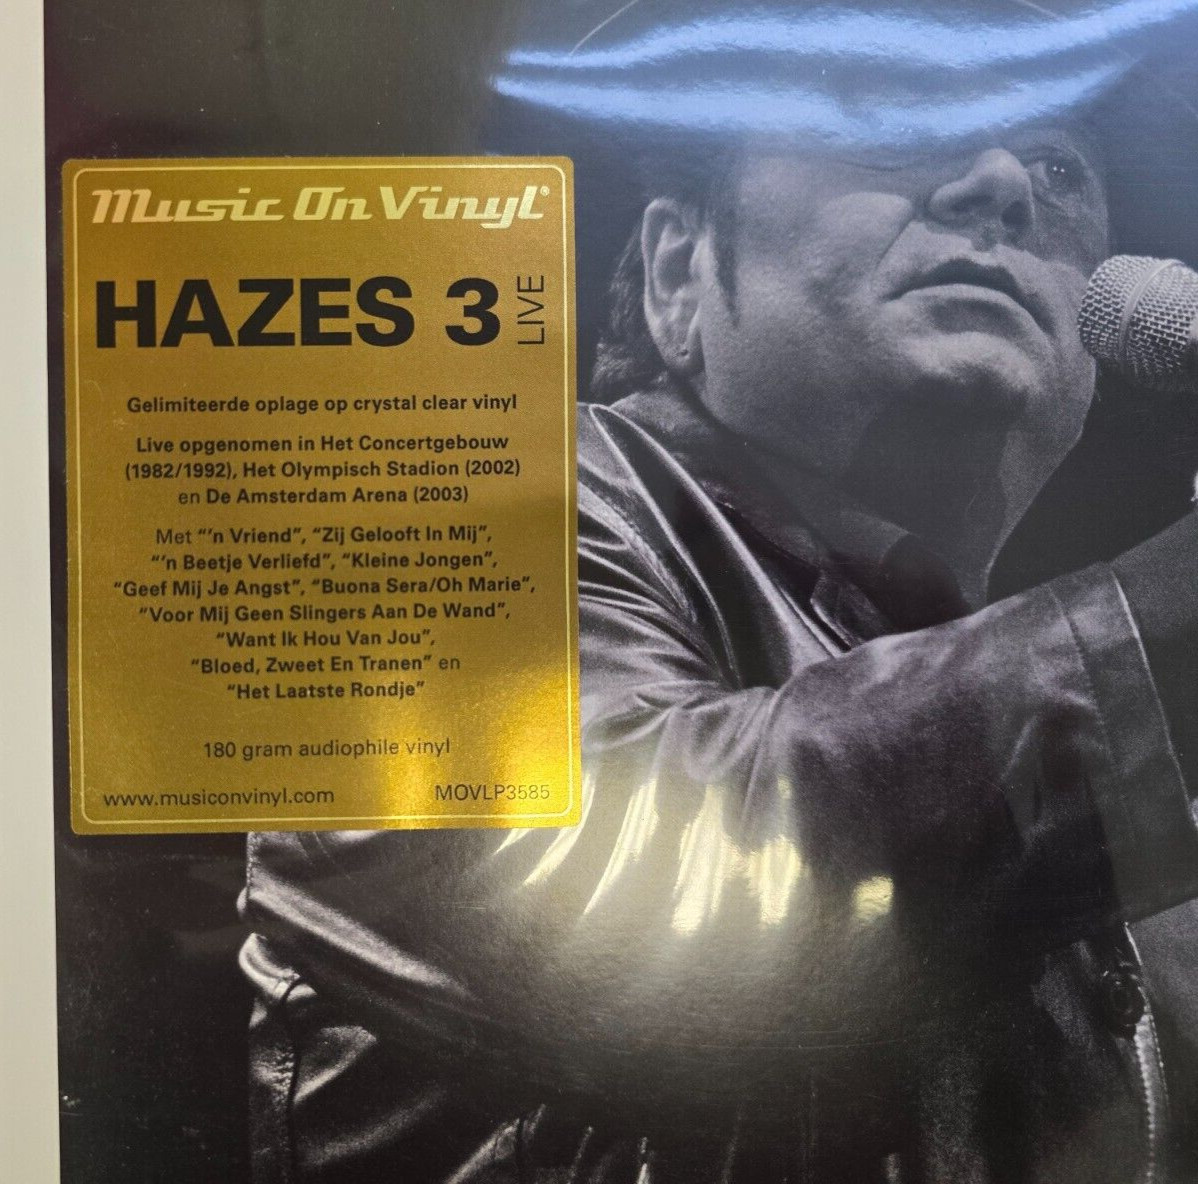 Music On Vinyl®
HAZES 3 LIVE
Gelimiteerde oplage op crystal clear vinyl
Live opgenomen in Het Concertgebouw
(1982/1992), Het Olympisch Stadion (2002)
en De Amsterdam Arena (2003)
Met “’n Vriend”, “Zij Gelooft In Mij”,
“’n Beetje Verliefd”, “Kleine Jongen”,
“Geef Mij Je Angst”, “Buona Sera/Oh Marie”,
“Voor Mij Geen Slingers Aan De Wand”,
“Want Ik Hou Van Jou”,
“Bloed, Zweet En Tranen” en
“Het Laatste Rondje”
180 gram audiophile vinyl
www.musiconvinyl.com MOVLP3585